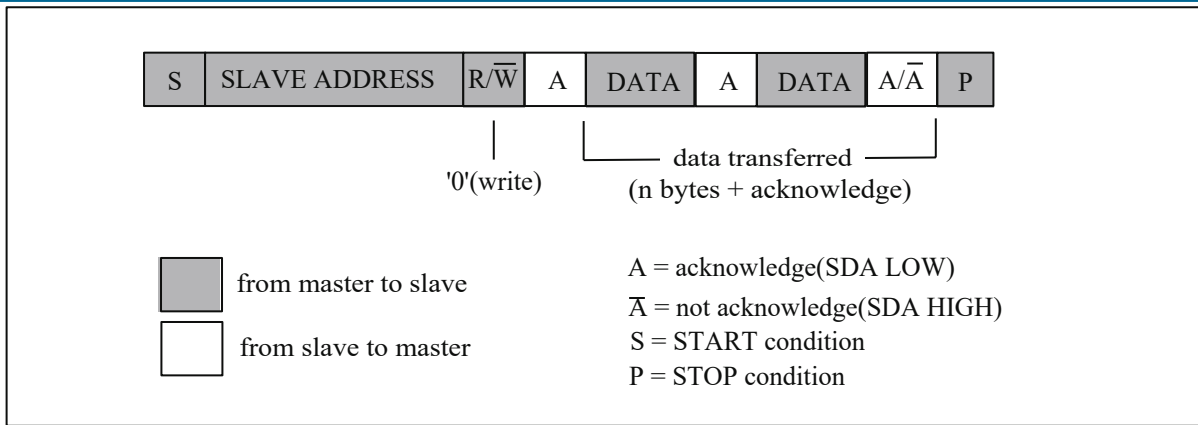 S SLAVE ADDRESS R/W̅ A DATA A DATA A/A̅ P
'0'(write)
data transferred
(n bytes + acknowledge)
from master to slave
from slave to master
A = acknowledge(SDA LOW)
A̅ = not acknowledge(SDA HIGH)
S = START condition
P = STOP condition